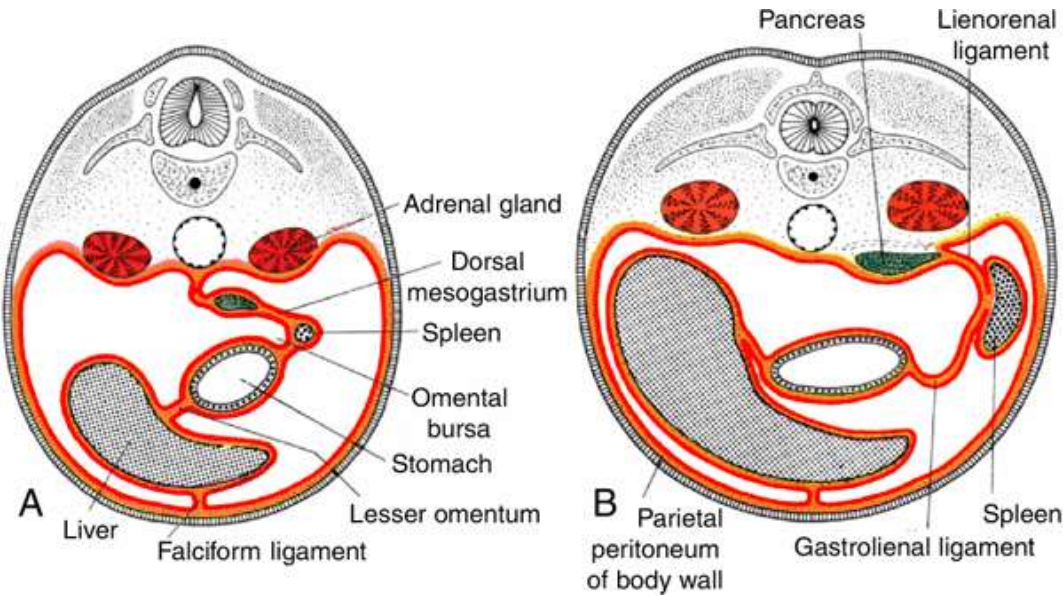 Adrenal gland
Dorsal
mesogastrium
Spleen
Omental
bursa
Stomach
Lesser omentum
A
Liver
Falciform ligament
Pancreas
Lienorenal
ligament
B
Parietal
peritoneum
of body wall
Gastrolienal ligament
Spleen